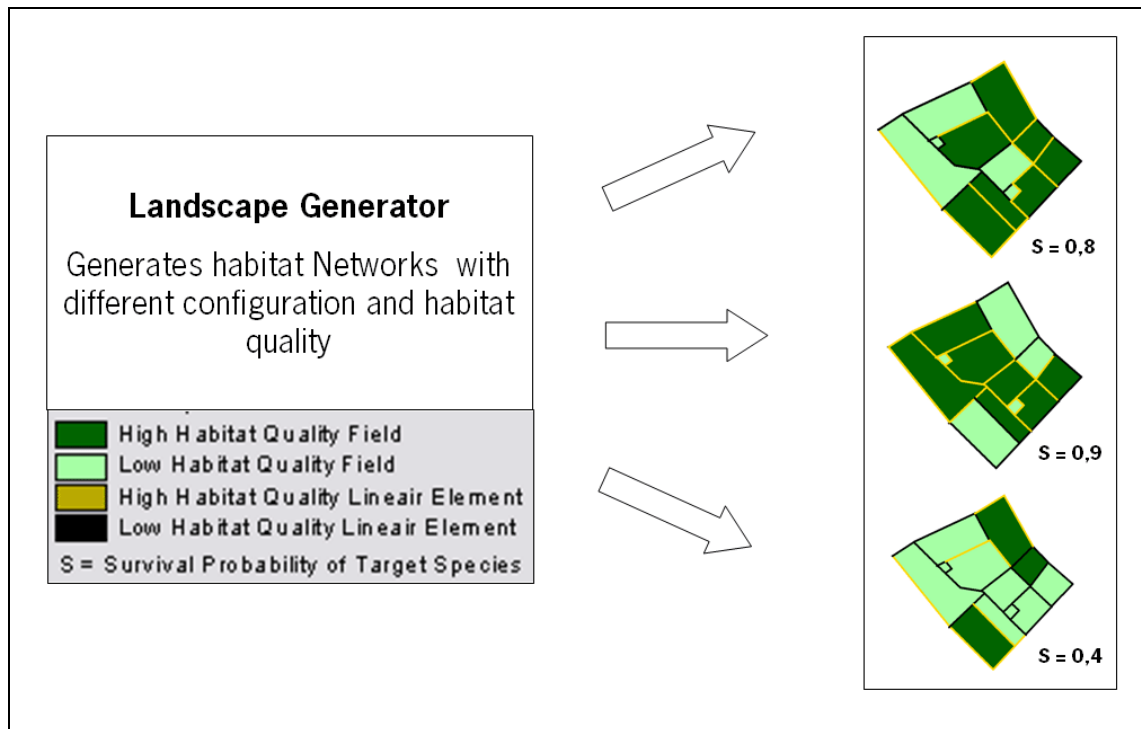 Landscape Generator
Generates habitat Networks with
different configuration and habitat
quality
High Habitat Quality Field
Low Habitat Quality Field
High Habitat Quality Lineair Element
Low Habitat Quality Lineair Element
S = Survival Probability of Target Species
S = 0,8
S = 0,9
S = 0,4